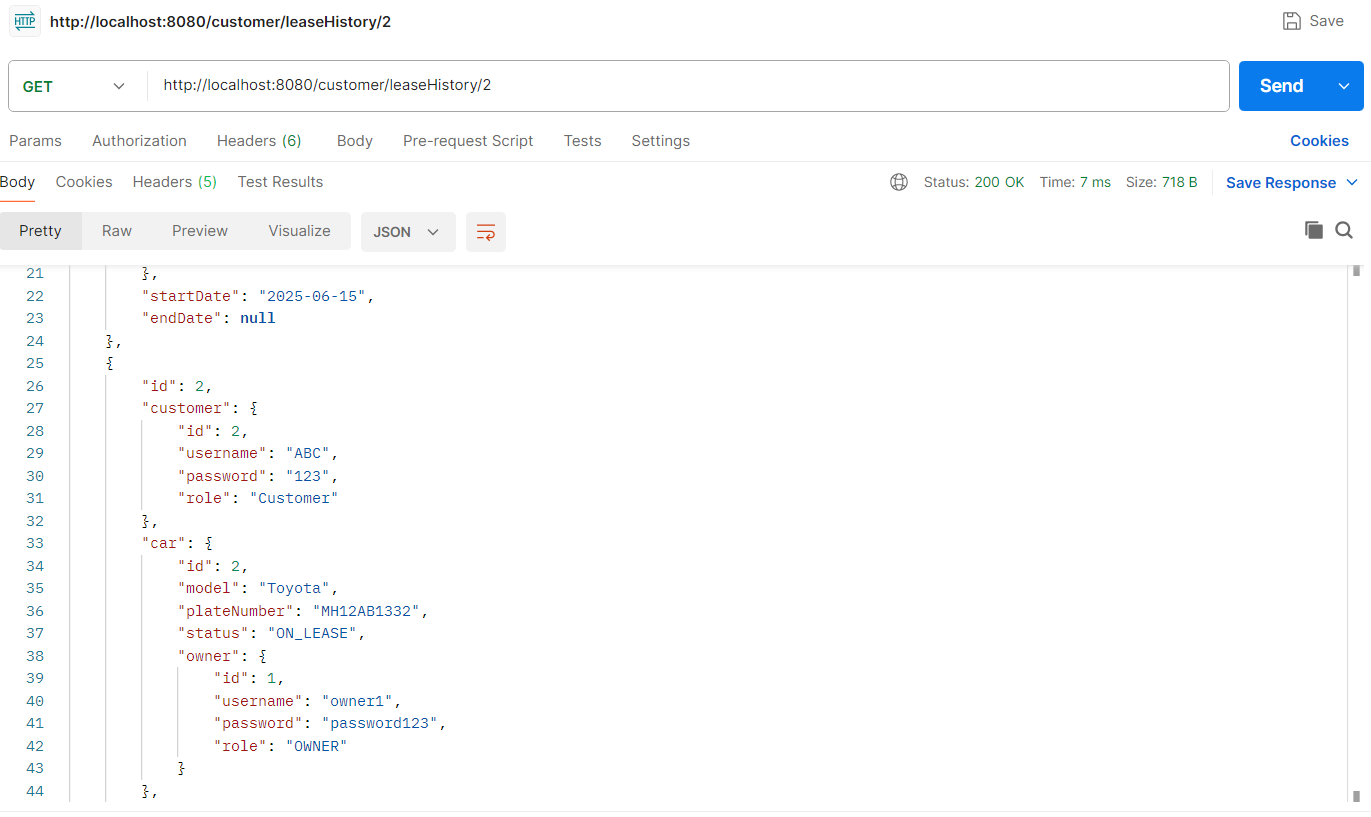 HTTP http://localhost:8080/customer/leaseHistory/2 Save
GET http://localhost:8080/customer/leaseHistory/2 Send
Params Authorization Headers (6) Body Pre-request Script Tests Settings Cookies
Body Cookies Headers (5) Test Results Status: 200 OK Time: 7 ms Size: 718 B Save Response
Pretty Raw Preview Visualize JSON
21 },
22 "startDate": "2025-06-15",
23 "endDate": null
24 },
25 {
26 "id": 2,
27 "customer": {
28 "id": 2,
29 "username": "ABC",
30 "password": "123",
31 "role": "Customer"
32 },
33 "car": {
34 "id": 2,
35 "model": "Toyota",
36 "plateNumber": "MH12AB1332",
37 "status": "ON_LEASE",
38 "owner": {
39 "id": 1,
40 "username": "owner1",
41 "password": "password123",
42 "role": "OWNER"
43 }
44 },